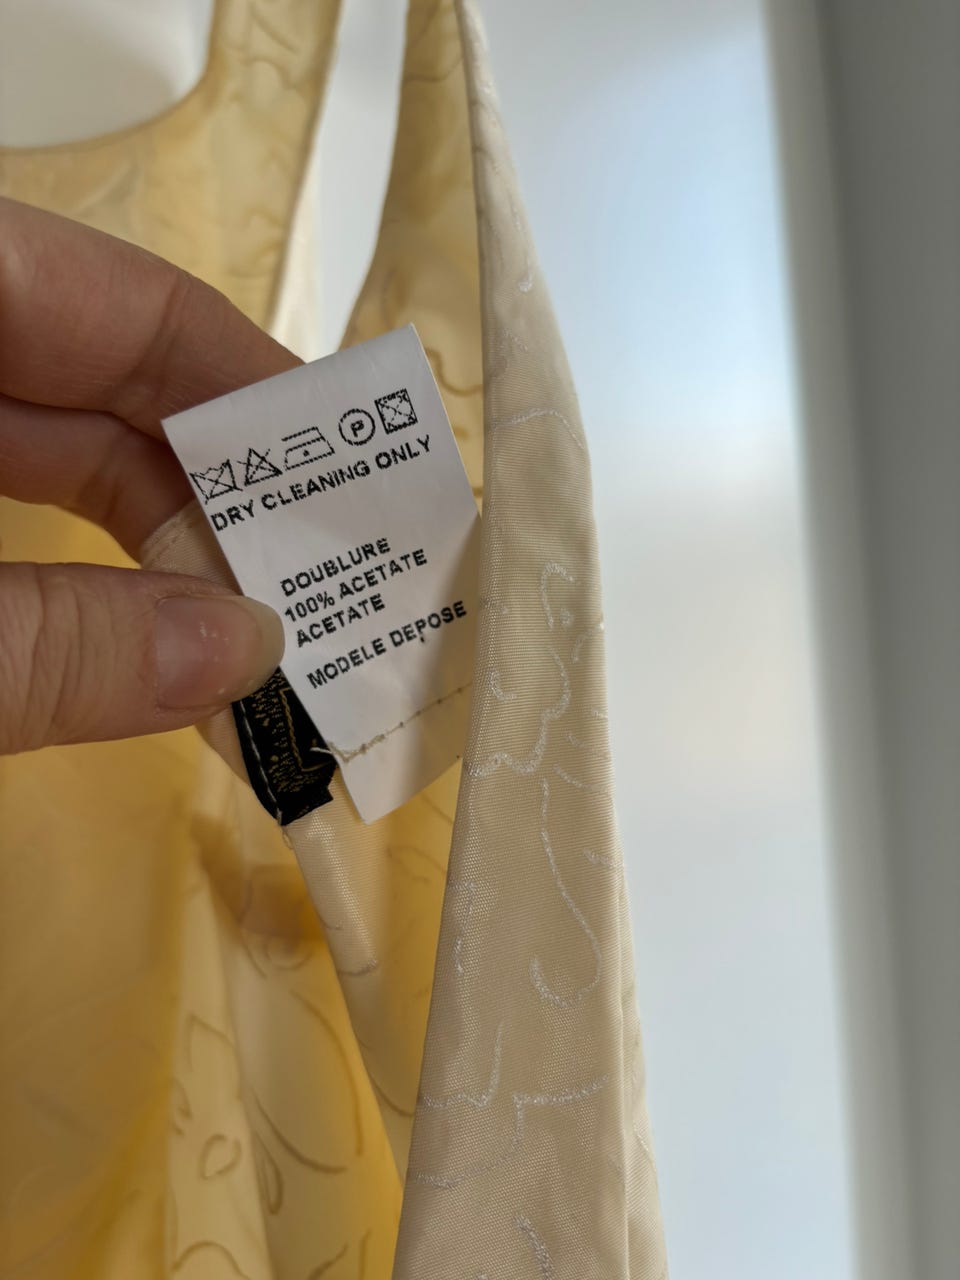 P
DRY CLEANING ONLY
DOUBLURE
100% ACETATE
ACETATE
MODELE DEPOSE